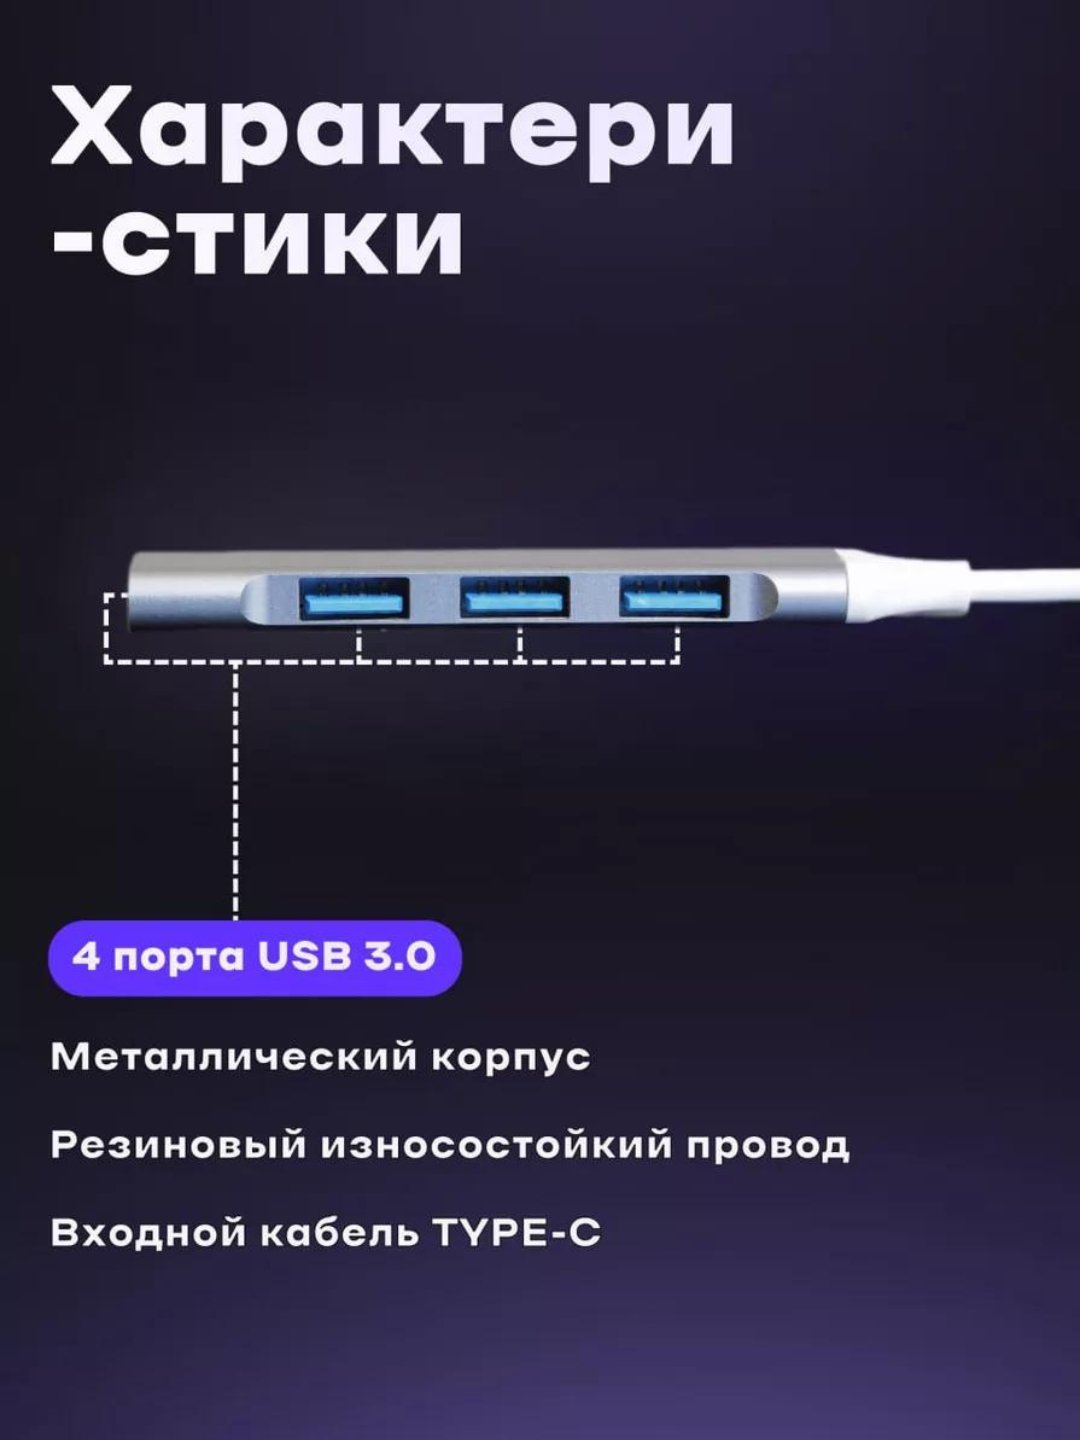 Характери
-стики
4 порта USB 3.0
Металлический корпус
Резиновый износостойкий провод
Входной кабель TYPE-C